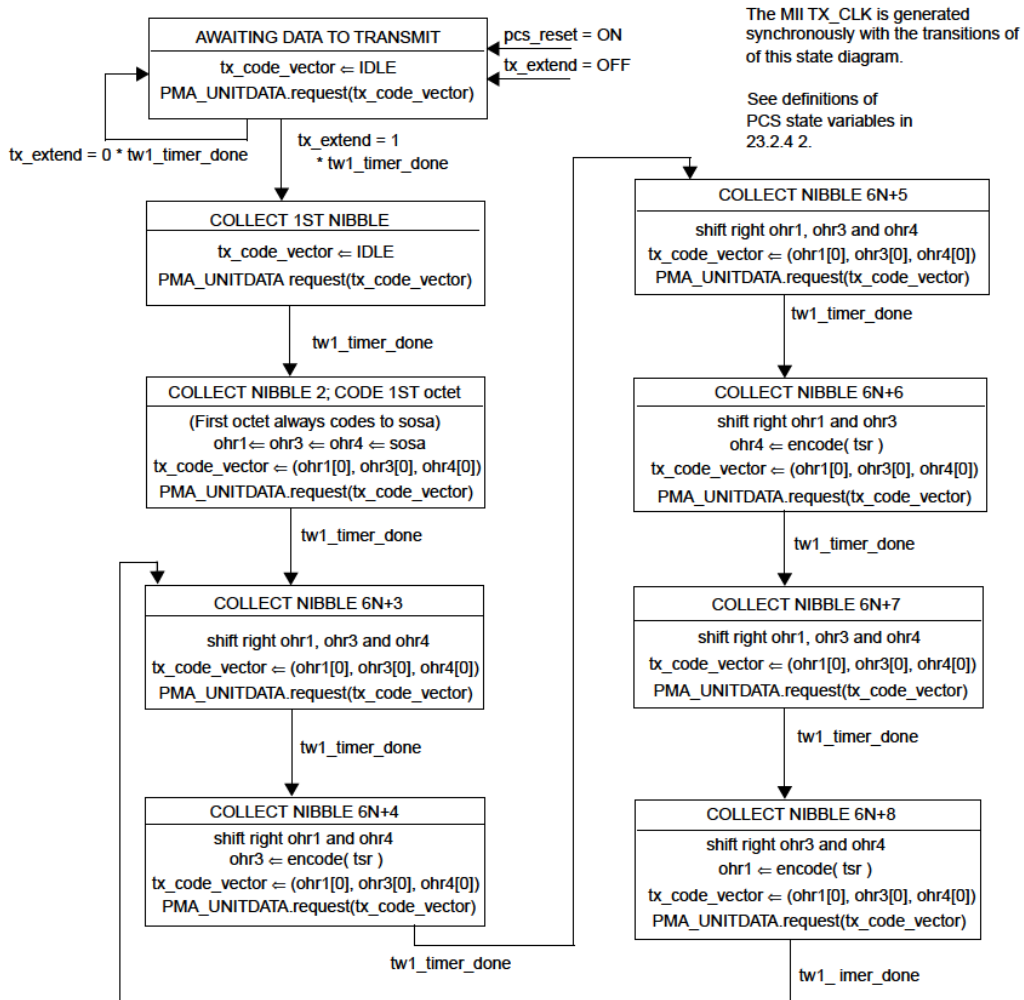 AWAITING DATA TO TRANSMIT
tx_code_vector ⇐ IDLE
PMA_UNITDATA.request(tx_code_vector)
pcs_reset = ON
tx_extend = OFF
tx_extend = 0 * tw1_timer_done
tx_extend = 1
* tw1_timer_done
COLLECT 1ST NIBBLE
tx_code_vector ⇐ IDLE
PMA_UNITDATA request(tx_code_vector)
tw1_timer_done
COLLECT NIBBLE 2; CODE 1ST octet
(First octet always codes to sosa)
ohr1⇐ ohr3 ⇐ ohr4 ⇐ sosa
tx_code_vector ⇐ (ohr1[0], ohr3[0], ohr4[0])
PMA_UNITDATA.request(tx_code_vector)
tw1_timer_done
COLLECT NIBBLE 6N+3
shift right ohr1, ohr3 and ohr4
tx_code_vector ⇐ (ohr1[0], ohr3[0], ohr4[0])
PMA_UNITDATA.request(tx_code_vector)
tw1_timer_done
COLLECT NIBBLE 6N+4
shift right ohr1 and ohr4
ohr3 ⇐ encode( tsr )
tx_code_vector ⇐ (ohr1[0], ohr3[0], ohr4[0])
PMA_UNITDATA.request(tx_code_vector)
tw1_timer_done
The MII TX_CLK is generated
synchronously with the transitions of
of this state diagram.
See definitions of
PCS state variables in
23.2.4 2.
COLLECT NIBBLE 6N+5
shift right ohr1, ohr3 and ohr4
tx_code_vector ⇐ (ohr1[0], ohr3[0], ohr4[0])
PMA_UNITDATA.request(tx_code_vector)
tw1_timer_done
COLLECT NIBBLE 6N+6
shift right ohr1 and ohr3
ohr4 ⇐ encode( tsr )
tx_code_vector ⇐ (ohr1[0], ohr3[0], ohr4[0])
PMA_UNITDATA.request(tx_code_vector)
tw1_timer_done
COLLECT NIBBLE 6N+7
shift right ohr1, ohr3 and ohr4
tx_code_vector ⇐ (ohr1[0], ohr3[0], ohr4[0])
PMA_UNITDATA.request(tx_code_vector)
tw1_timer_done
COLLECT NIBBLE 6N+8
shift right ohr3 and ohr4
ohr1 ⇐ encode( tsr )
tx_code_vector ⇐ (ohr1[0], ohr3[0], ohr4[0])
PMA_UNITDATA.request(tx_code_vector)
tw1_ imer_done